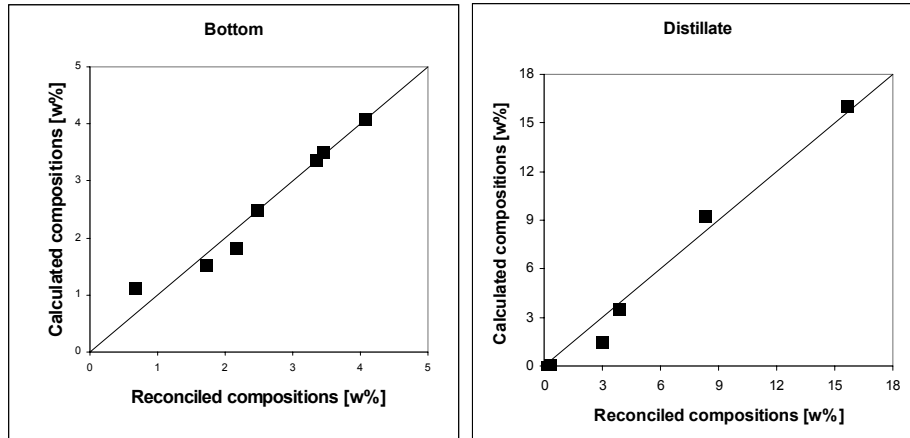 Bottom
5
4
3
2
1
0
0 1 2 3 4 5
Calculated compositions [w%]
Reconciled compositions [w%]
Distillate
18
15
12
9
6
3
0
0 3 6 9 12 15 18
Calculated compositions [w%]
Reconciled compositions [w%]